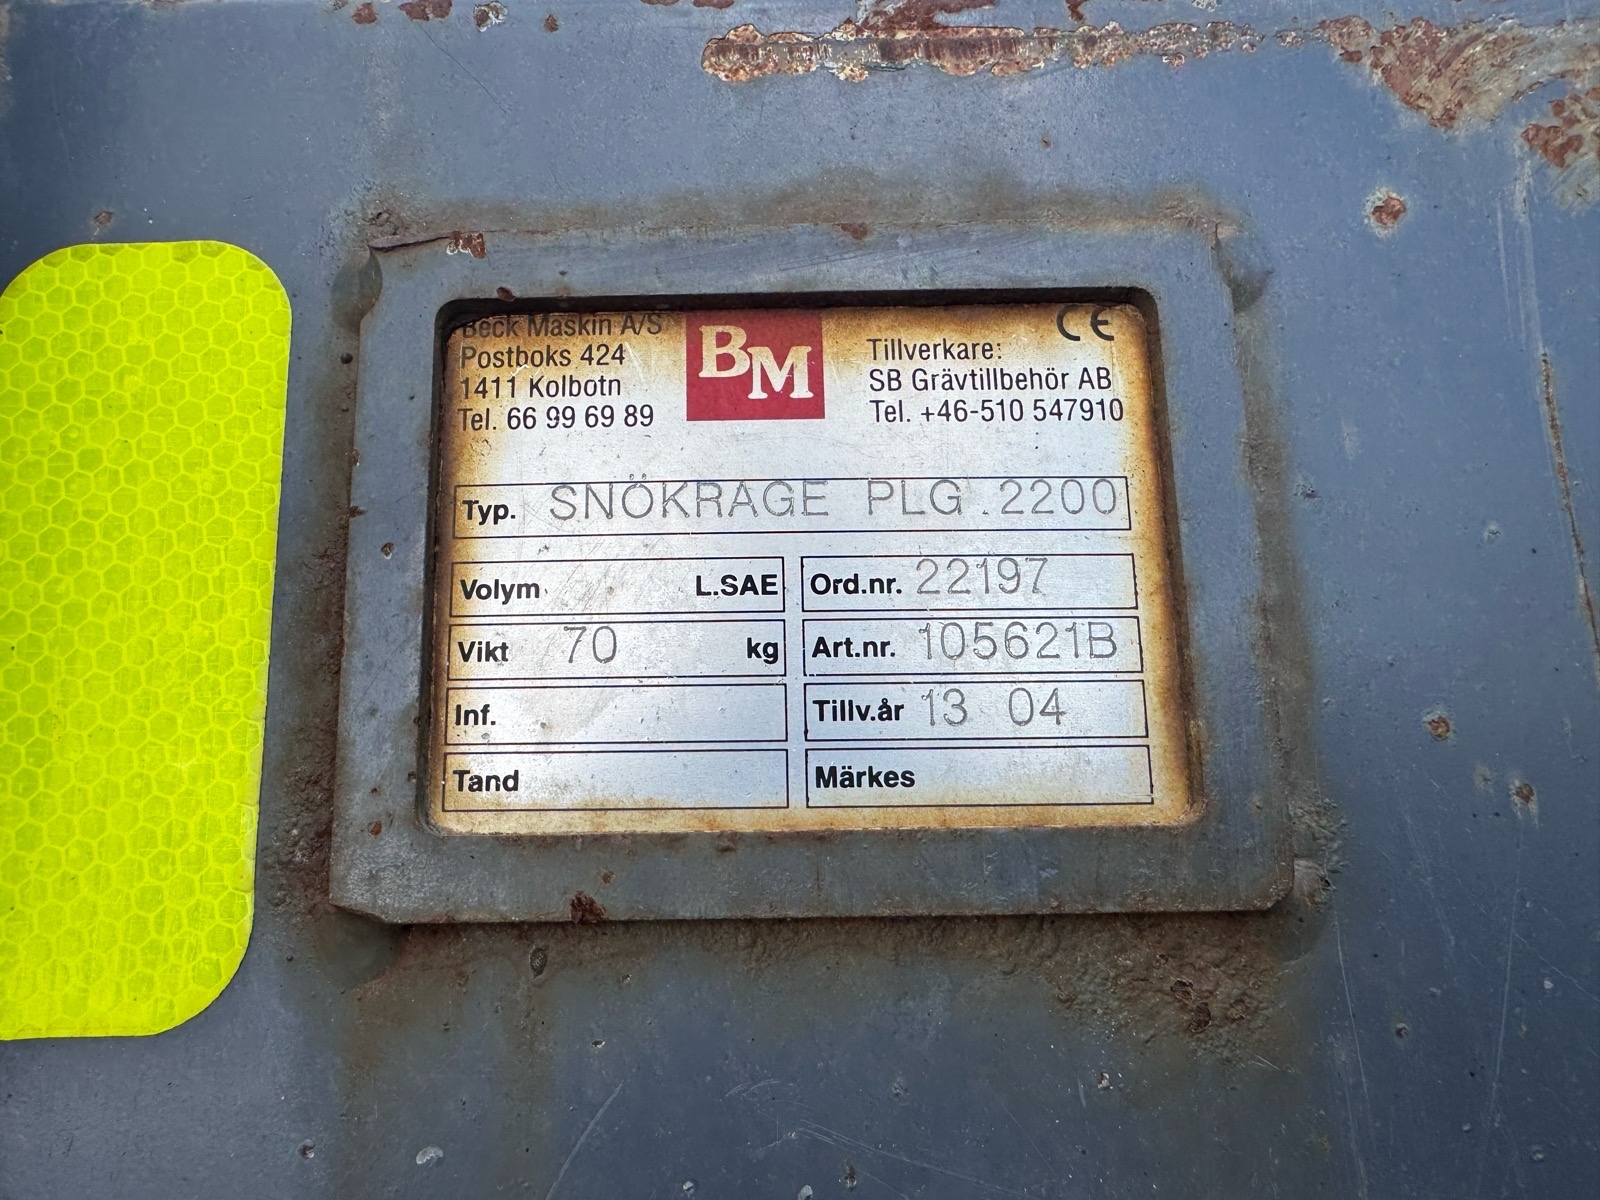 Beck Maskin A/S
Postboks 424
1411 Kolbotn
Tel. 66 99 69 89
BM
CE
Tillverkare:
SB Grävtillbehör AB
Tel. +46-510 547910
Typ. SNÖKRAGE PLG 2200
Volym L.SAE
Ord.nr. 22197
Vikt 70 kg
Art.nr. 105621B
Inf.
Tillv.år 13 04
Tand
Märkes